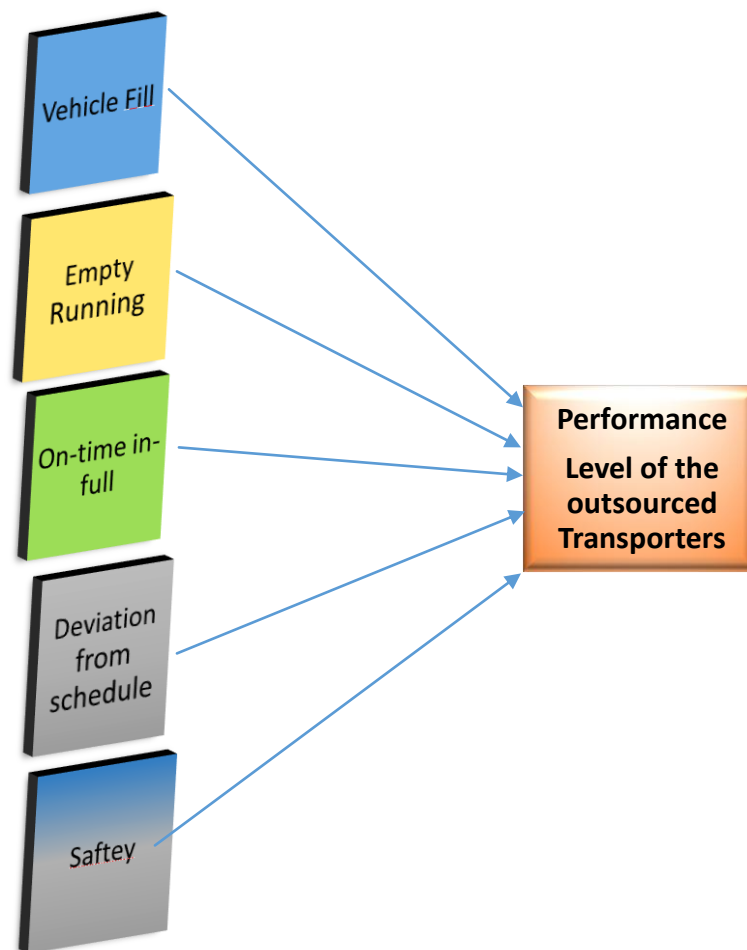 Vehicle Fill
Empty
Running
On-time in-
full
Deviation
from
schedule
Saftey
Performance
Level of the
outsourced
Transporters